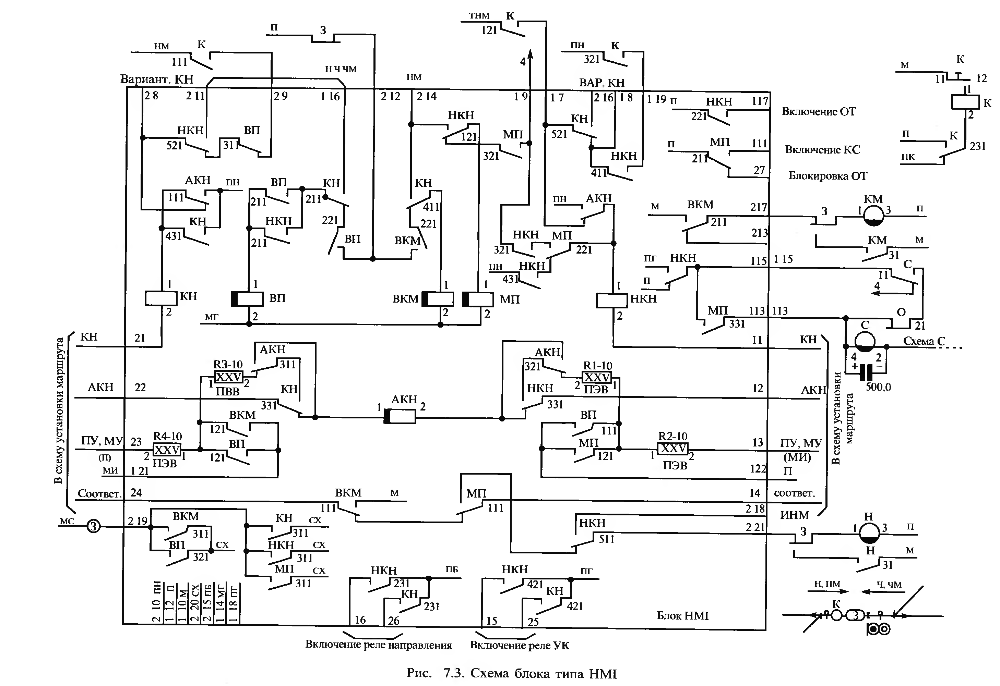 ТНМ К
121
П З
НМ К
111
ПН К
321
4
К
М
11 12
Н Ч ЧМ
НМ
Вариант. КН
ВАР. КН
2 8 2 11 2 9 1 16 2 12 2 14 1 9 1 7 2 16 1 8 1 19
1
К
2
П НКН 117
221
Включение ОТ
НКН
121
КН
521
НКН ВП
521 311
МП
321
НКН
411
П МП 111
211
Включение КС
27
Блокировка ОТ
П К
231
ПК
АКН ПН
111
ВП
211
КН
211
КН
411
ПН АКН
КН
431
НКН
211
221
ВП
221
ВКМ
НКН МП
321 221
ПН НКН
431
М ВКМ 217
211
213
З 1 КМ 3 П
КМ М
31
ПГ НКН 115 1 15
П
С
11
4
1
КН
2
1
ВП
2
1
ВКМ
2
1
МП
2
1
НКН
2
МГ
МП 113 113
331
О
21
С
Схема С
4 2
+ –
500,0
В схему установки маршрута
КН 21
11 КН
АКН
311
R3-10
1 XXV 2
ПВВ
АКН
321
R1-10
2 XXV 1
ПЭВ
АКН 22
КН
331
1 АКН 2
НКН
331
12 АКН
В схему установки
маршрута
ВКМ
121
ВП
111
ПУ, МУ 23
(П)
R4-10
2 XXV 1
ПЭВ
ВП
121
МП
121
R2-10
1 XXV 2
ПЭВ
13 ПУ, МУ
(МИ)
МИ 1 21
122 П
Соответ. 24
ВКМ М
111
МП
111
14 соответ.
2 18
ИНМ
МС З 2 19
ВКМ
311
КН СХ
311
НКН
511
2 21
З 1 Н 3 П
ВП СХ
321
НКН СХ
311
Н М
31
МП СХ
311
2 10 ПН
1 12 П
1 10 М
2 20 СХ
2 15 ПБ
1 14 МГ
1 18 ПГ
НКН ПБ
231
КН
231
НКН ПГ
421
КН
421
Н, НМ Ч, ЧМ
К
З
16 26 15 25
Блок НМI
Включение реле направления Включение реле УК
Рис. 7.3. Схема блока типа НМI